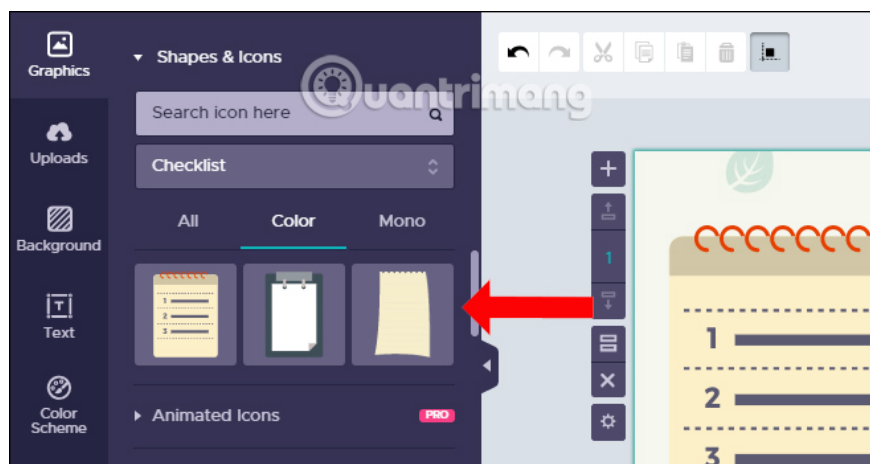 Graphics
Uploads
Background
Text
Color
Scheme
Shapes & Icons
Search icon here
Checklist
All
Color
Mono
1
2
3
Animated Icons
PRO
Quantrimang
1
1
2
3